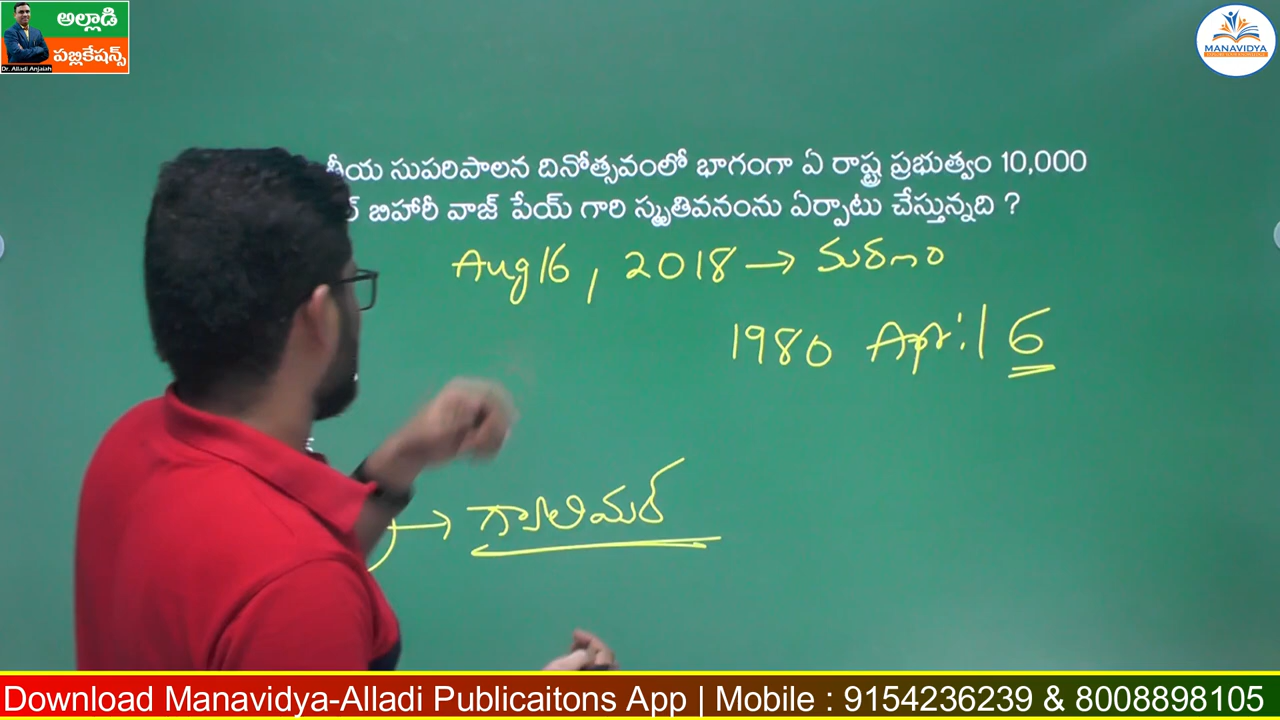 అల్లాడి
పబ్లికేషన్స్
Dr. Alladi Anjaiah
MANAVIDYA
తీయ సుపరిపాలన దినోత్సవంలో భాగంగా ఏ రాష్ట్ర ప్రభుత్వం 10,000
బిహారీ వాజ్ పేయ్ గారి స్మృతివనంను ఏర్పాటు చేస్తున్నది ?
Aug 16, 2018 → మరణం
1980 April 6
→ గ్వాలియర్
Download Manavidya-Alladi Publicaitons App | Mobile : 9154236239 & 8008898105